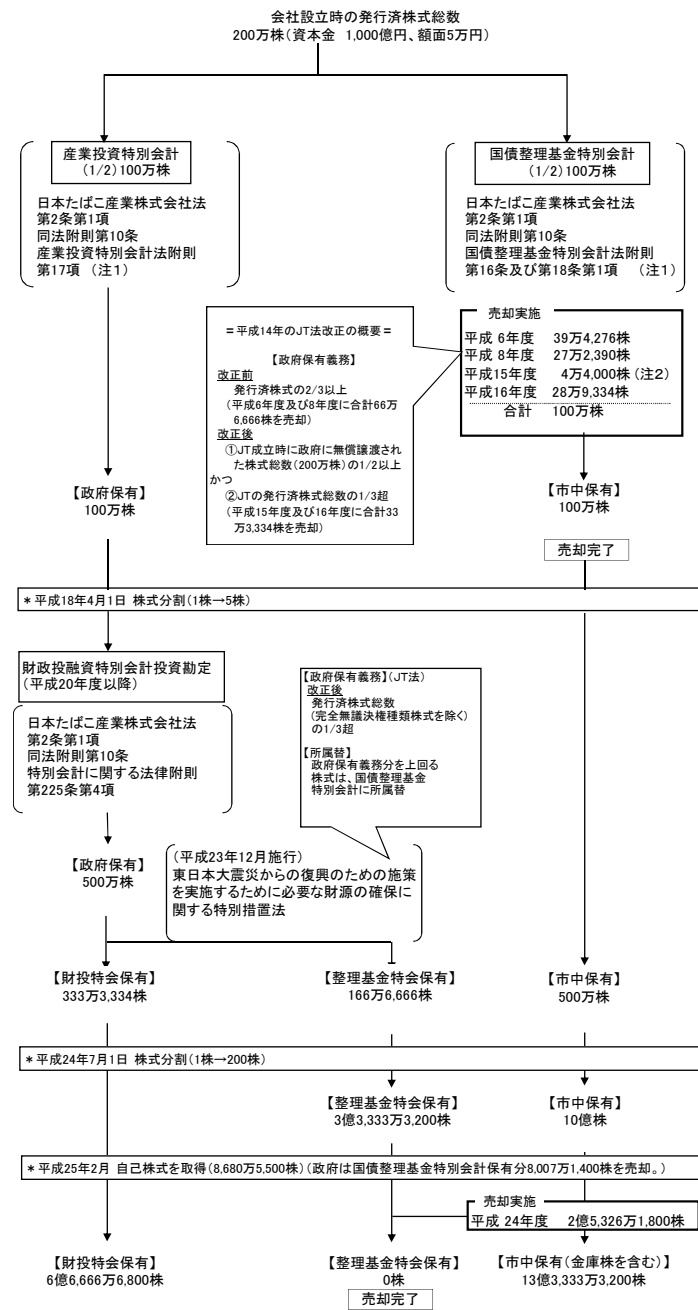 会社設立時の発行済株式総数
200万株(資本金 1,000億円、額面5万円)
産業投資特別会計
(1/2)100万株
日本たばこ産業株式会社法
第2条第1項
同法附則第10条
産業投資特別会計法附則
第17項 (注1)
国債整理基金特別会計
(1/2)100万株
日本たばこ産業株式会社法
第2条第1項
同法附則第10条
国債整理基金特別会計法附則
第16条及び第18条第1項 (注1)
売却実施
平成 6年度 39万4,276株
平成 8年度 27万2,390株
平成15年度 4万4,000株(注2)
平成16年度 28万9,334株
合計 100万株
=平成14年のJT法改正の概要=
【政府保有義務】
改正前
発行済株式の2/3以上
(平成6年度及び8年度に合計66万
6,666株を売却)
改正後
①JT成立時に政府に無償譲渡され
た株式総数(200万株)の1/2以上
かつ
②JTの発行済株式総数の1/3超
(平成15年度及び16年度に合計33
万3,334株を売却)
【政府保有】
100万株
【市中保有】
100万株
売却完了
*平成18年4月1日 株式分割(1株→5株)
財政投融資特別会計投資勘定
(平成20年度以降)
日本たばこ産業株式会社法
第2条第1項
同法附則第10条
特別会計に関する法律附則
第225条第4項
【政府保有義務】(JT法)
改正後
発行済株式総数
(完全無議決権種類株式を除く)
の1/3超
【所属替】
政府保有義務分を上回る
株式は、国債整理基金
特別会計に所属替
【政府保有】
500万株
(平成23年12月施行)
東日本大震災からの復興のための施策
を実施するために必要な財源の確保に
関する特別措置法
【財投特会保有】
333万3,334株
【整理基金特会保有】
166万6,666株
【市中保有】
500万株
*平成24年7月1日 株式分割(1株→200株)
【整理基金特会保有】
3億3,333万3,200株
【市中保有】
10億株
*平成25年2月 自己株式を取得(8,680万5,500株)(政府は国債整理基金特別会計保有分8,007万1,400株を売却。)
売却実施
平成 24年度 2億5,326万1,800株
【財投特会保有】
6億6,666万6,800株
【整理基金特会保有】
0株
売却完了
【市中保有(金庫株を含む)】
13億3,333万3,200株